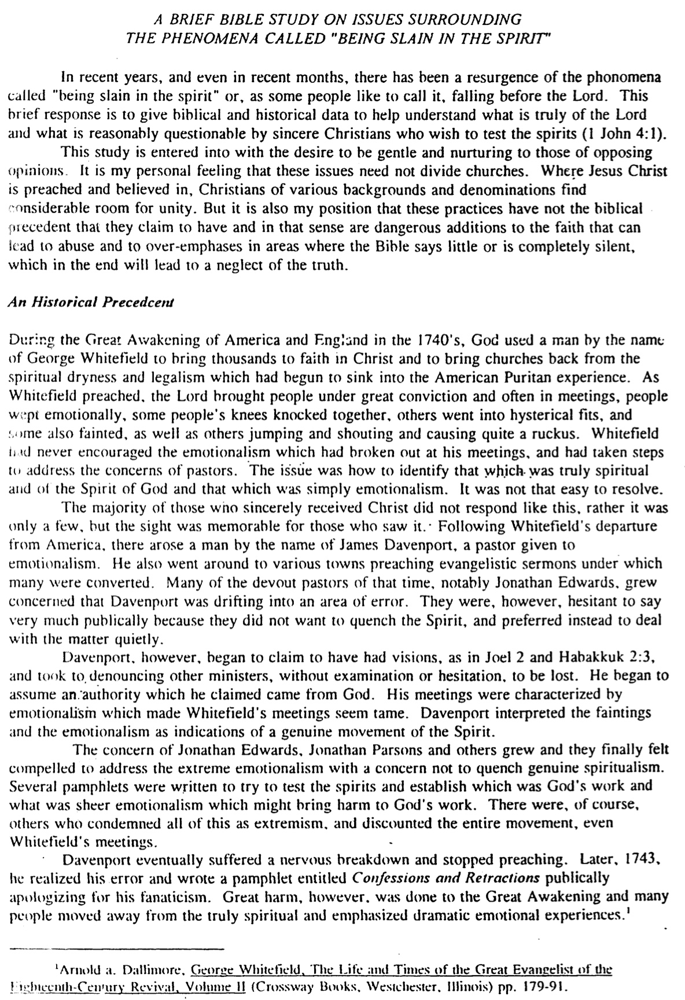 A BRIEF BIBLE STUDY ON ISSUES SURROUNDING
THE PHENOMENA CALLED "BEING SLAIN IN THE SPIRIT"
In recent years, and even in recent months, there has been a resurgence of the phonomena
called "being slain in the spirit" or, as some people like to call it, falling before the Lord. This
brief response is to give biblical and historical data to help understand what is truly of the Lord
and what is reasonably questionable by sincere Christians who wish to test the spirits (1 John 4:1).
This study is entered into with the desire to be gentle and nurturing to those of opposing
opinions. It is my personal feeling that these issues need not divide churches. Where Jesus Christ
is preached and believed in, Christians of various backgrounds and denominations find
considerable room for unity. But it is also my position that these practices have not the biblical
precedent that they claim to have and in that sense are dangerous additions to the faith that can
lead to abuse and to over-emphases in areas where the Bible says little or is completely silent,
which in the end will lead to a neglect of the truth.
An Historical Precedcent
During the Great Awakening of America and England in the 1740's, God used a man by the name
of George Whitefield to bring thousands to faith in Christ and to bring churches back from the
spiritual dryness and legalism which had begun to sink into the American Puritan experience. As
Whitefield preached, the Lord brought people under great conviction and often in meetings, people
wept emotionally, some people's knees knocked together, others went into hysterical fits, and
some also fainted, as well as others jumping and shouting and causing quite a ruckus. Whitefield
had never encouraged the emotionalism which had broken out at his meetings, and had taken steps
to address the concerns of pastors. The issue was how to identify that which was truly spiritual
and of the Spirit of God and that which was simply emotionalism. It was not that easy to resolve.
The majority of those who sincerely received Christ did not respond like this, rather it was
only a few, but the sight was memorable for those who saw it. Following Whitefield's departure
from America, there arose a man by the name of James Davenport, a pastor given to
emotionalism. He also went around to various towns preaching evangelistic sermons under which
many were converted. Many of the devout pastors of that time, notably Jonathan Edwards, grew
concerned that Davenport was drifting into an area of error. They were, however, hesitant to say
very much publically because they did not want to quench the Spirit, and preferred instead to deal
with the matter quietly.
Davenport, however, began to claim to have had visions, as in Joel 2 and Habakkuk 2:3,
and took to denouncing other ministers, without examination or hesitation, to be lost. He began to
assume an authority which he claimed came from God. His meetings were characterized by
emotionalism which made Whitefield's meetings seem tame. Davenport interpreted the faintings
and the emotionalism as indications of a genuine movement of the Spirit.
The concern of Jonathan Edwards, Jonathan Parsons and others grew and they finally felt
compelled to address the extreme emotionalism with a concern not to quench genuine spiritualism.
Several pamphlets were written to try to test the spirits and establish which was God's work and
what was sheer emotionalism which might bring harm to God's work. There were, of course,
others who condemned all of this as extremism, and discounted the entire movement, even
Whitefield's meetings.
Davenport eventually suffered a nervous breakdown and stopped preaching. Later, 1743,
he realized his error and wrote a pamphlet entitled Confessions and Retractions publically
apologizing for his fanaticism. Great harm, however, was done to the Great Awakening and many
people moved away from the truly spiritual and emphasized dramatic emotional experiences.¹
¹Arnold a. Dallimore, George Whitefield, The Life and Times of the Great Evangelist of the
Eighteenth-Century Revival, Volume II (Crossway Books, Westchester, Illinois) pp. 179-91.